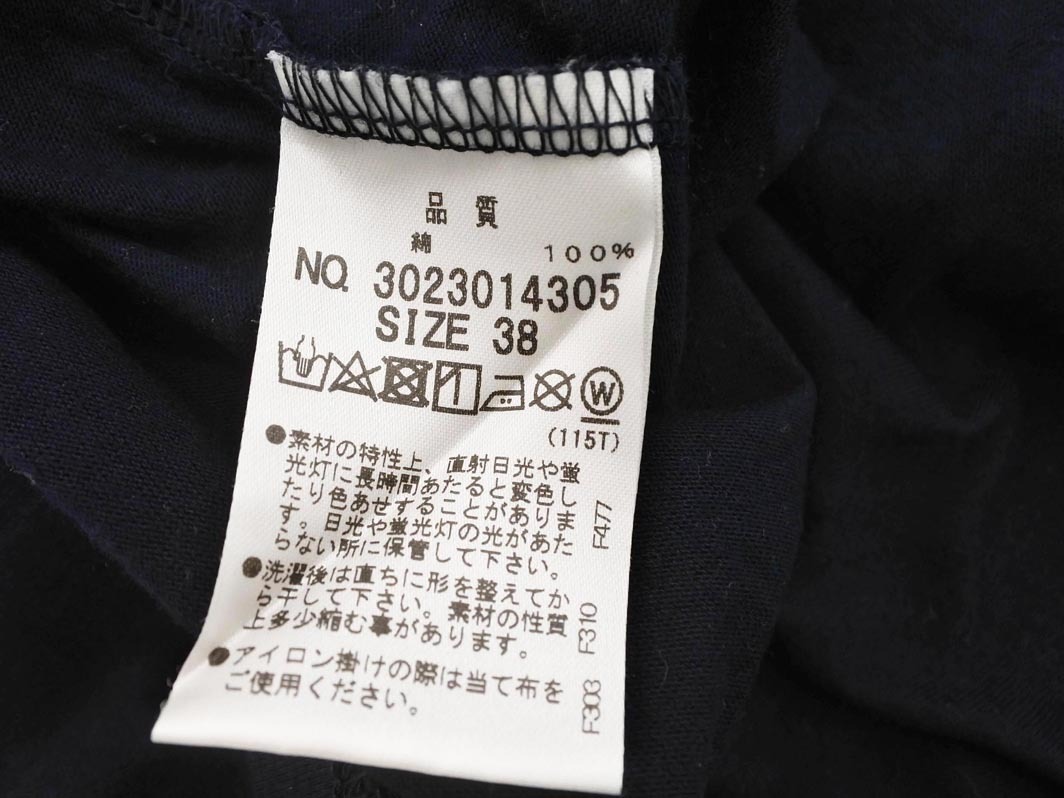 品質
綿 100%
NO. 3023014305
SIZE 38
W
(115T)
●素材の特性上、直射日光や蛍
光灯に長時間あたると変色し
たり色あせすることがありま
す。日光や蛍光灯の光があた
らない所に保管して下さい。
F477
●洗濯後は直ちに形を整えてか
ら干して下さい。素材の性質
上多少縮む事があります。
F310
●アイロン掛けの際は当て布を
ご使用ください。
F303